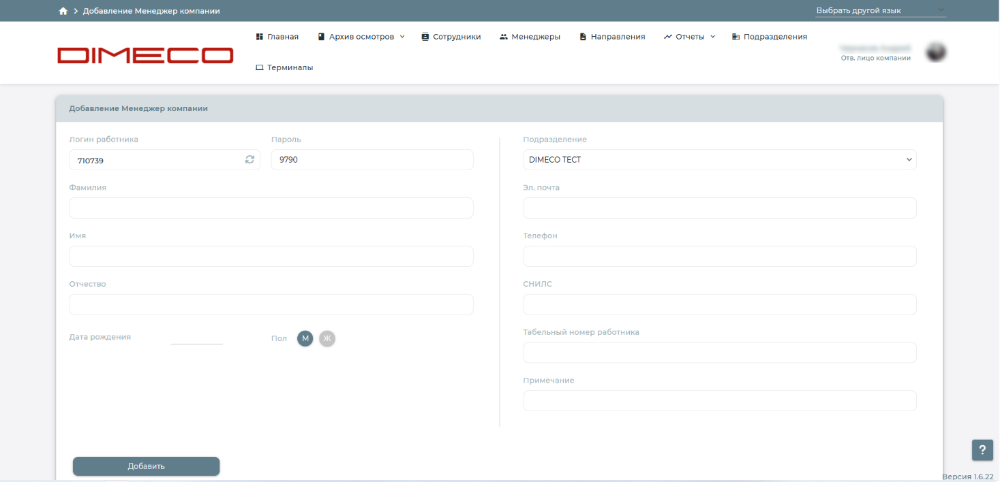 Добавление Менеджер компании
Выбрать другой язык
DIMECO
Главная
Архив осмотров
Сотрудники
Менеджеры
Направления
Отчеты
Подразделения
Терминалы
Отв. лицо компании
Добавление Менеджер компании
Логин работника
Пароль
710739
9790
Фамилия
Имя
Отчество
Дата рождения
Пол
М
Ж
Подразделение
DIMECO ТЕСТ
Эл. почта
Телефон
СНИЛС
Табельный номер работника
Примечание
Добавить
?
Версия 1.6.22